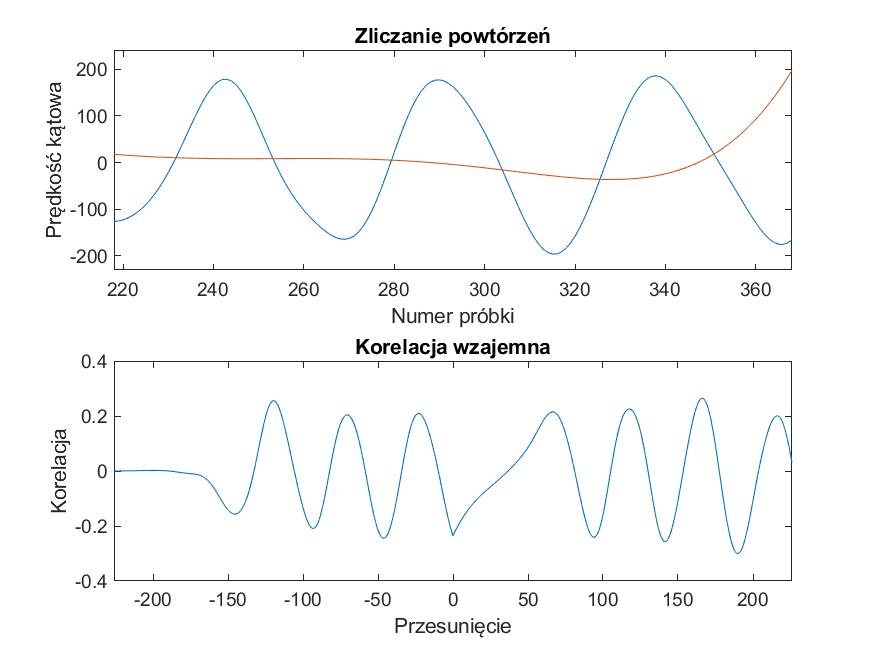 Zliczanie powtórzeń
200
100
0
-100
-200
Prędkość kątowa
220 240 260 280 300 320 340 360
Numer próbki
Korelacja wzajemna
0.4
0.2
0
-0.2
-0.4
Korelacja
-200 -150 -100 -50 0 50 100 150 200
Przesunięcie